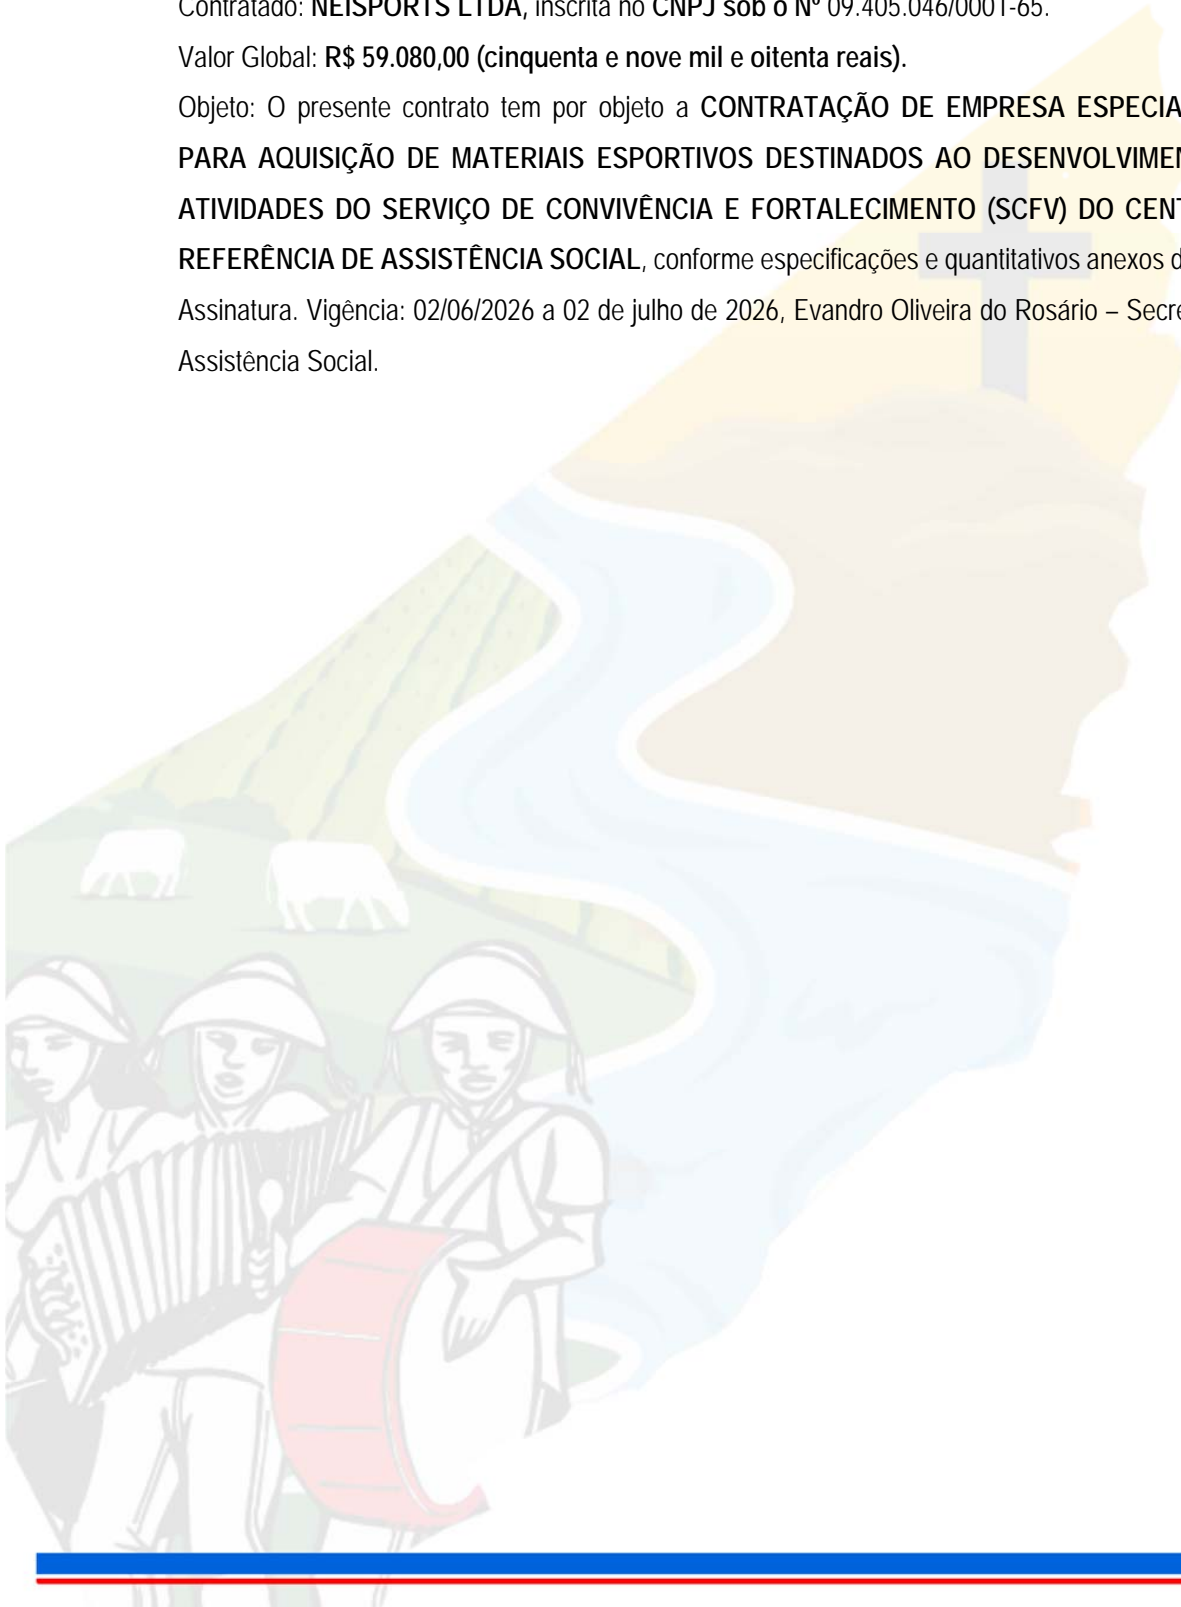 Contratado: NEISPORTS LTDA, inscrita no CNPJ sob o Nº 09.405.046/0001-65.
Valor Global: R$ 59.080,00 (cinquenta e nove mil e oitenta reais).
Objeto: O presente contrato tem por objeto a CONTRATAÇÃO DE EMPRESA ESPECIA
PARA AQUISIÇÃO DE MATERIAIS ESPORTIVOS DESTINADOS AO DESENVOLVIMEN
ATIVIDADES DO SERVIÇO DE CONVIVÊNCIA E FORTALECIMENTO (SCFV) DO CENT
REFERÊNCIA DE ASSISTÊNCIA SOCIAL, conforme especificações e quantitativos anexos d
Assinatura. Vigência: 02/06/2026 a 02 de julho de 2026, Evandro Oliveira do Rosário – Secre
Assistência Social.